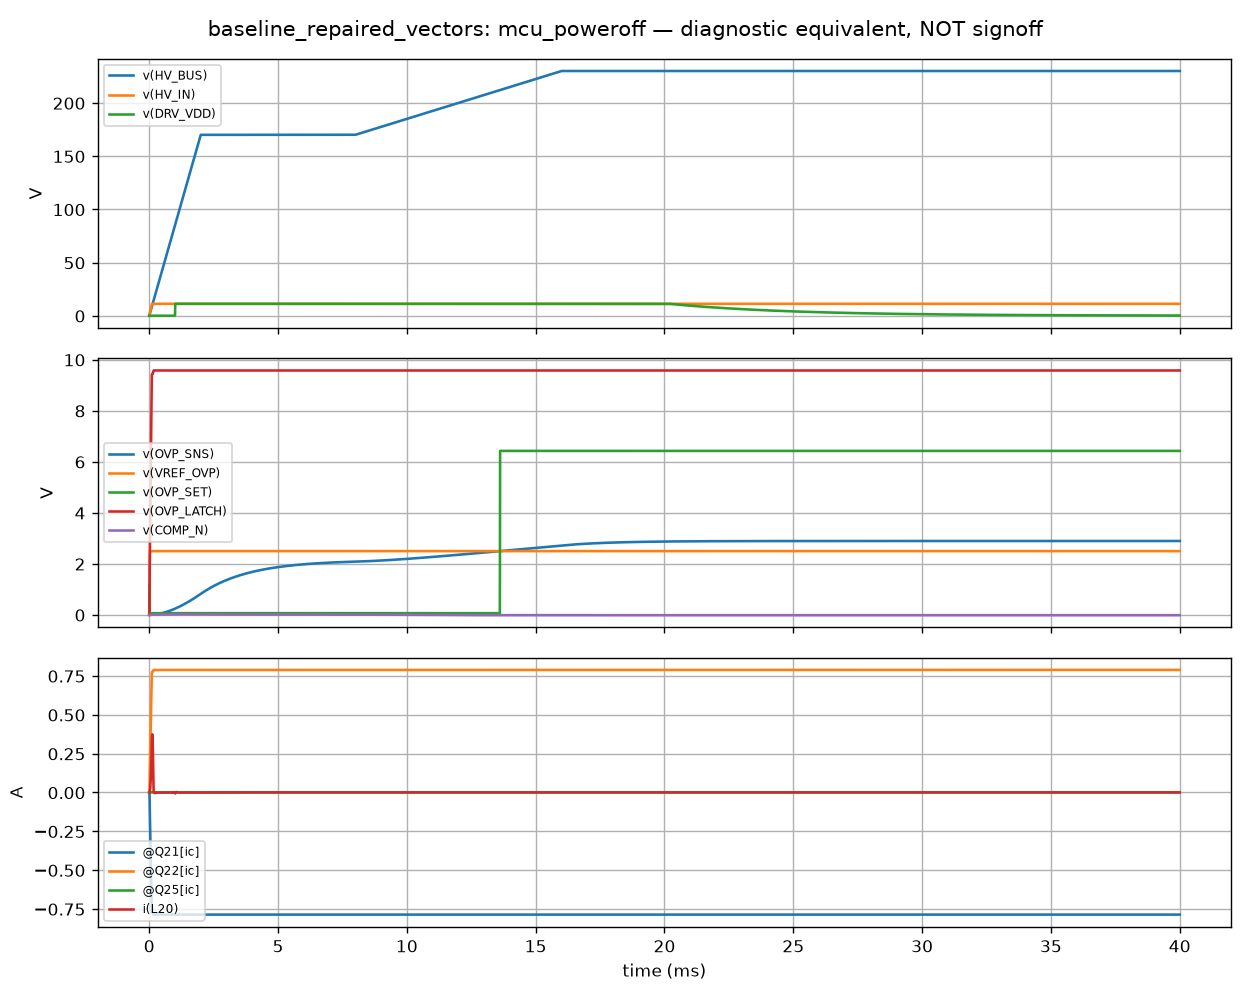 baseline_repaired_vectors: mcu_poweroff — diagnostic equivalent, NOT signoff
v(HV_BUS)
v(HV_IN)
v(DRV_VDD)
200
150
100
50
0
V
10
8
6
4
2
0
V
v(OVP_SNS)
v(VREF_OVP)
v(OVP_SET)
v(OVP_LATCH)
v(COMP_N)
0.75
0.50
0.25
0.00
−0.25
−0.50
−0.75
A
@Q21[ic]
@Q22[ic]
@Q25[ic]
i(L20)
0 5 10 15 20 25 30 35 40
time (ms)